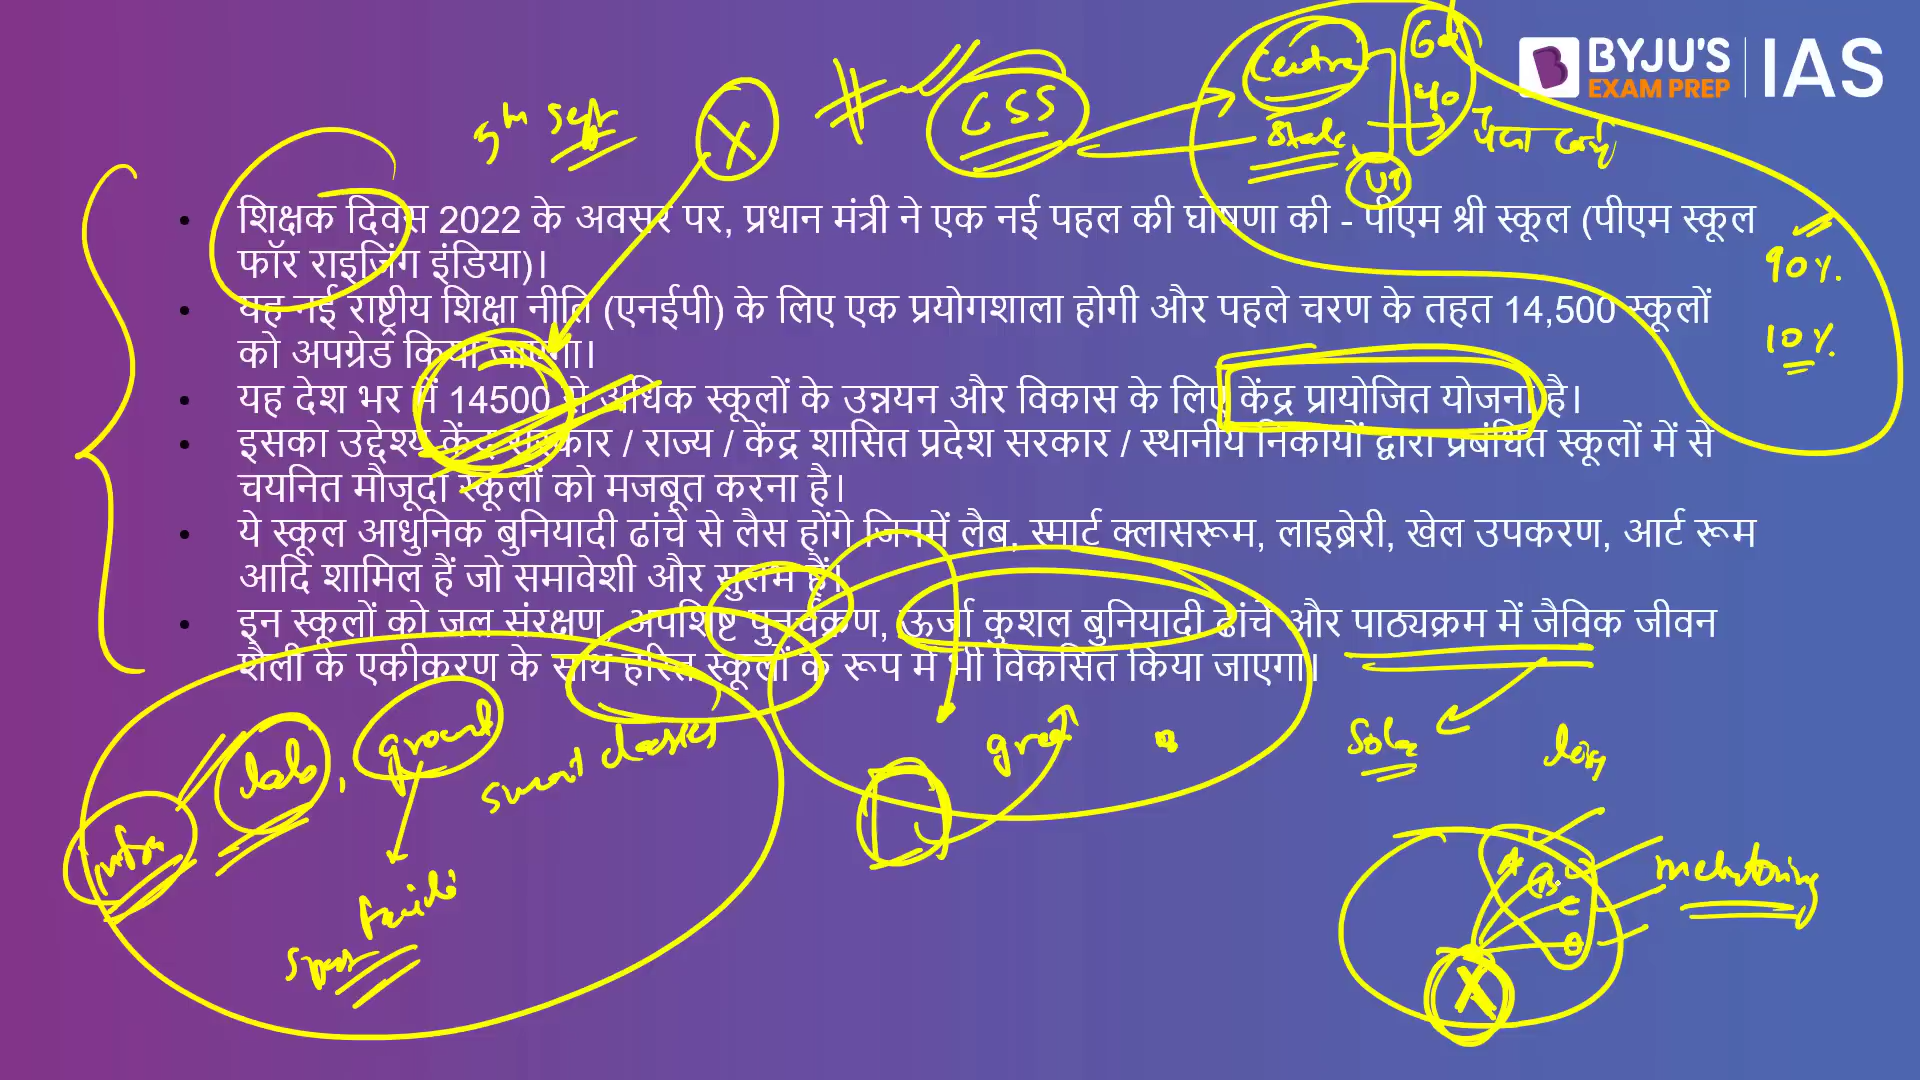 BYJU'S
EXAM PREP
IAS
5th Sept
X
CSS
Centre
60
State
40
UT
90%.
10%.
शिक्षक दिवस 2022 के अवसर पर, प्रधान मंत्री ने एक नई पहल की घोषणा की - पीएम श्री स्कूल (पीएम स्कूल
फॉर राइजिंग इंडिया)।
यह नई राष्ट्रीय शिक्षा नीति (एनईपी) के लिए एक प्रयोगशाला होगी और पहले चरण के तहत 14,500 स्कूलों
को अपग्रेड किया जाएगा।
यह देश भर में 14500 से अधिक स्कूलों के उन्नयन और विकास के लिए केंद्र प्रायोजित योजना है।
इसका उद्देश्य केंद्र सरकार / राज्य / केंद्र शासित प्रदेश सरकार / स्थानीय निकायों द्वारा प्रबंधित स्कूलों में से
चयनित मौजूदा स्कूलों को मजबूत करना है।
ये स्कूल आधुनिक बुनियादी ढांचे से लैस होंगे जिनमें लैब, स्मार्ट क्लासरूम, लाइब्रेरी, खेल उपकरण, आर्ट रूम
आदि शामिल हैं जो समावेशी और सुलभ हैं।
इन स्कूलों को जल संरक्षण, अपशिष्ट पुनर्चक्रण, ऊर्जा कुशल बुनियादी ढांचे और पाठ्यक्रम में जैविक जीवन
शैली के एकीकरण के साथ हरित स्कूलों के रूप में भी विकसित किया जाएगा।
infra
lab, ground
smart classes
green
Solar
A
B
C
D
mentoring
X